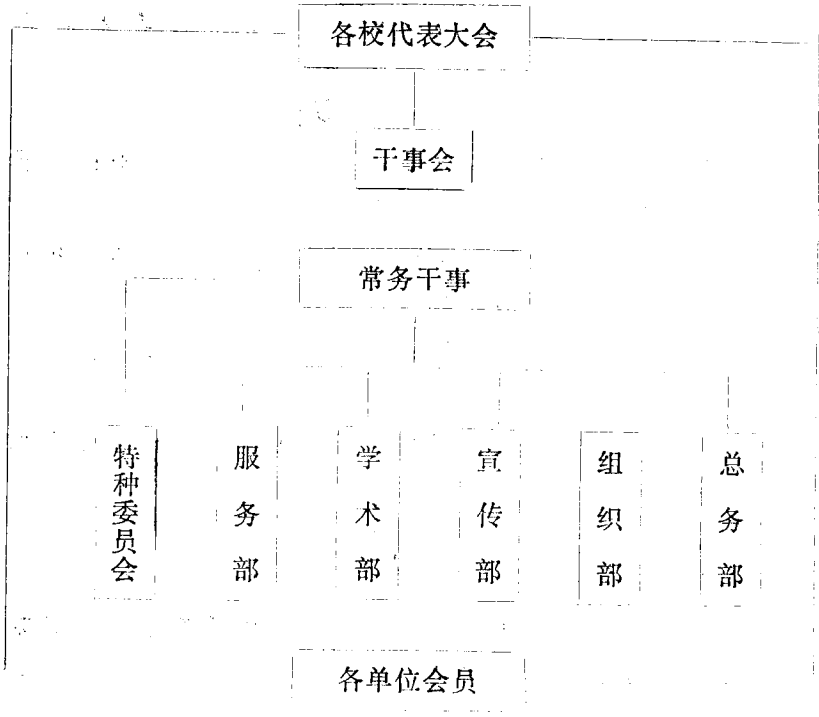 各校代表大会
干事会
常务干事
特种委员会
服务部
学术部
宣传部
组织部
总务部
各单位会员